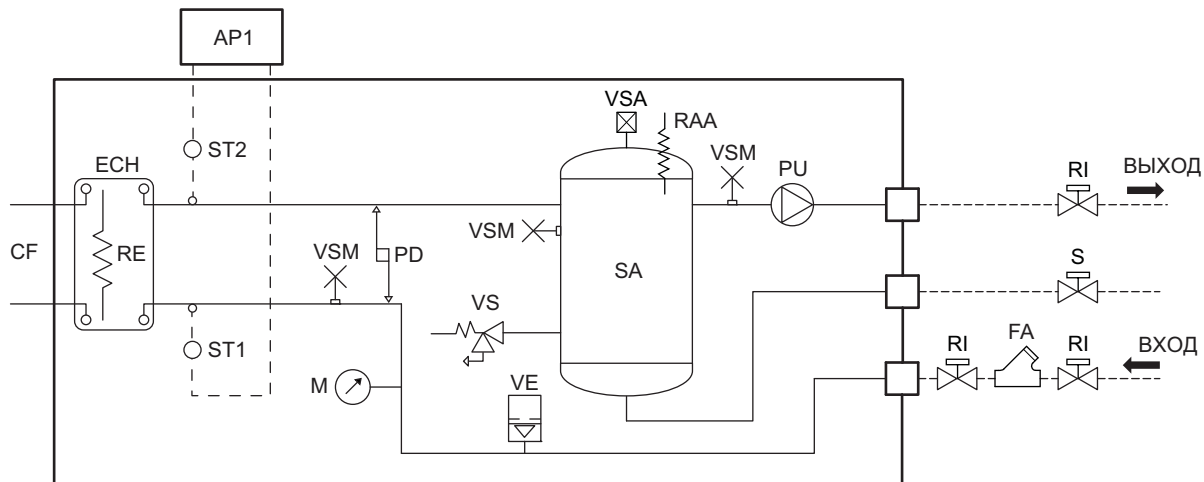 AP1
VSA
RAA
ST2
VSM
PU
RI
ВЫХОД
ECH
CF
RE
VSM
PD
VSM
SA
S
VS
ST1
RI
FA
RI
ВХОД
M
VE